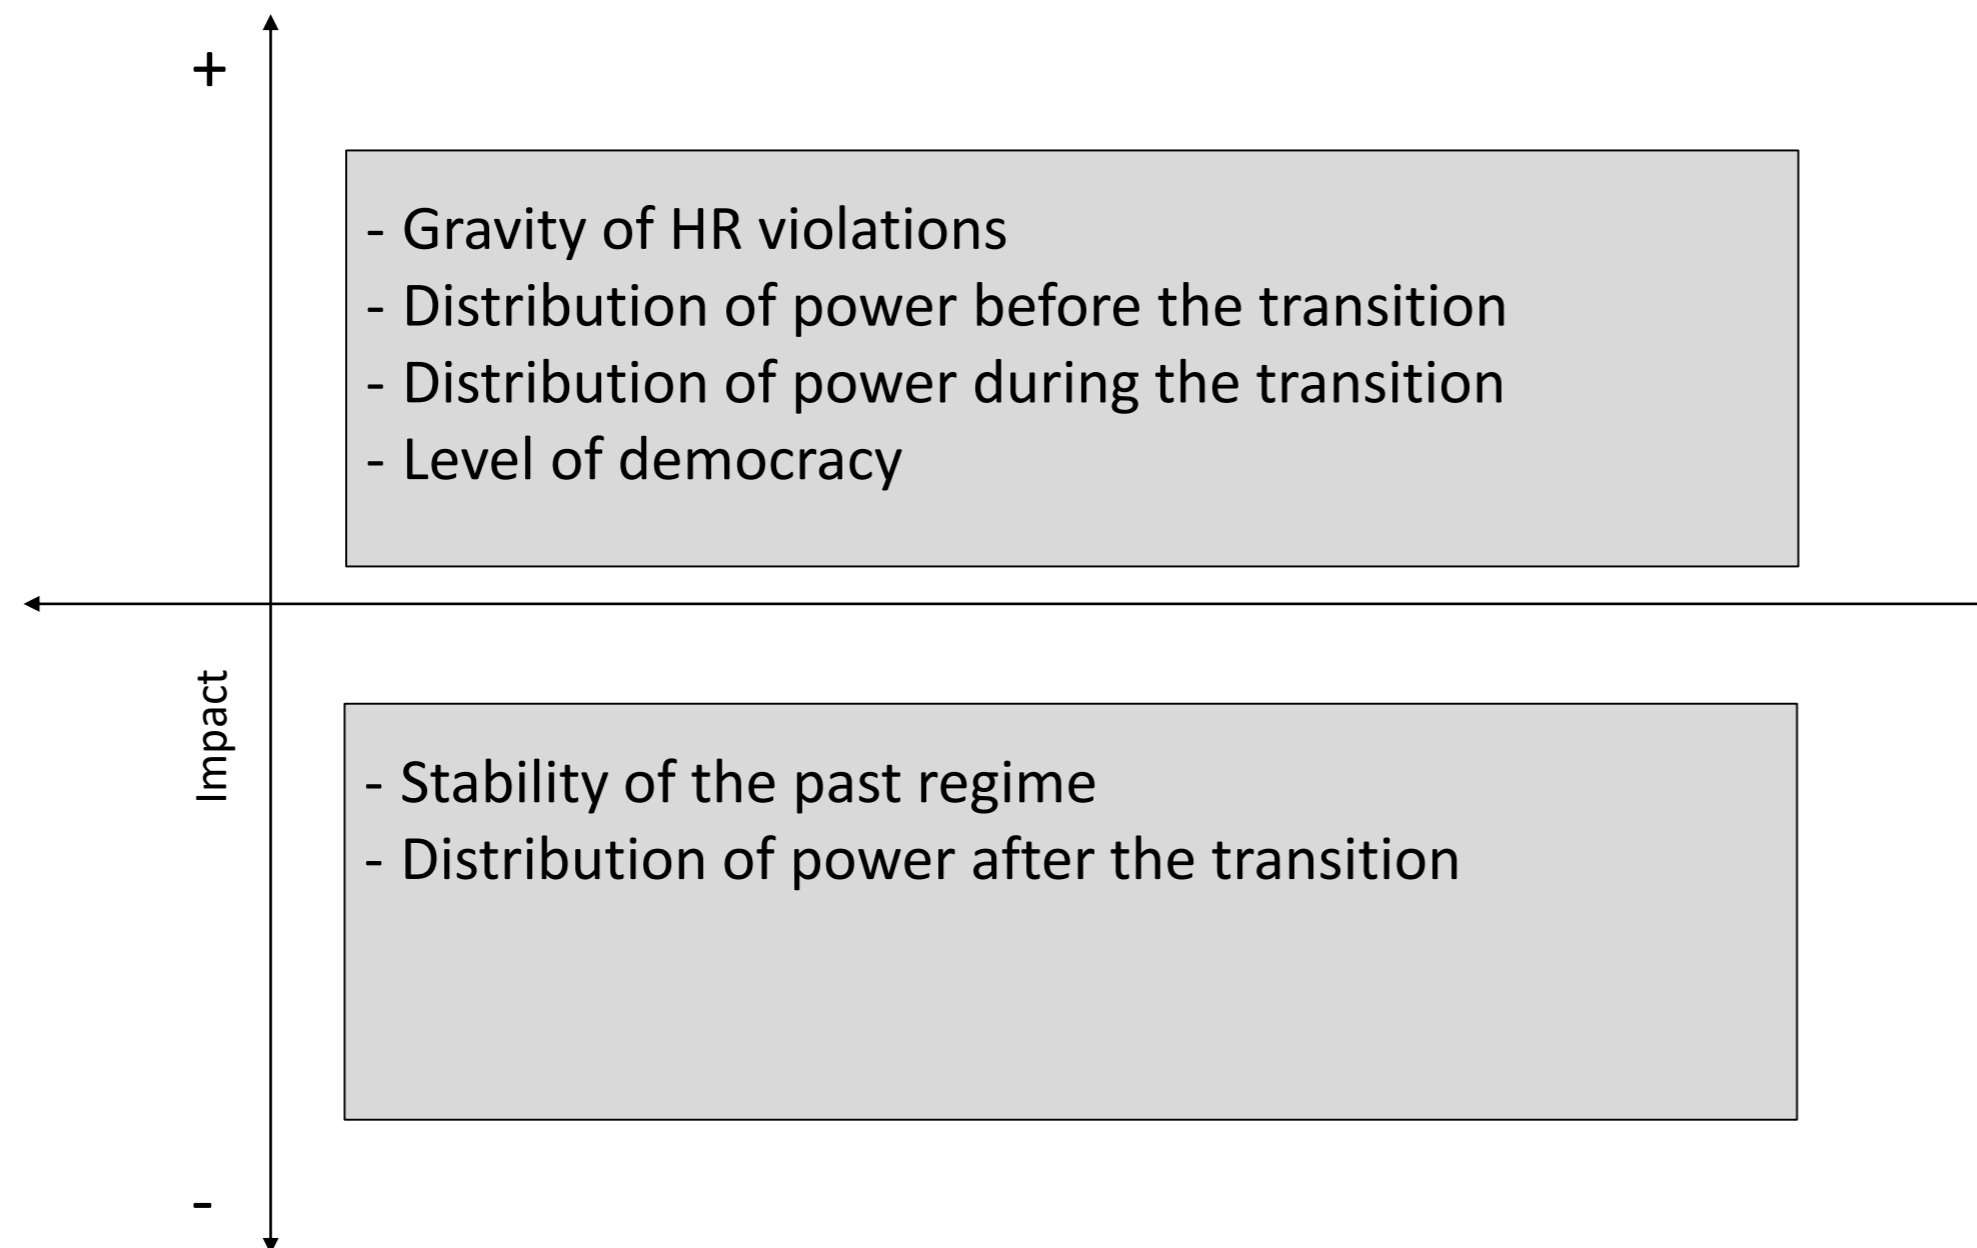 +
- Gravity of HR violations
- Distribution of power before the transition
- Distribution of power during the transition
- Level of democracy
Impact
- Stability of the past regime
- Distribution of power after the transition
-